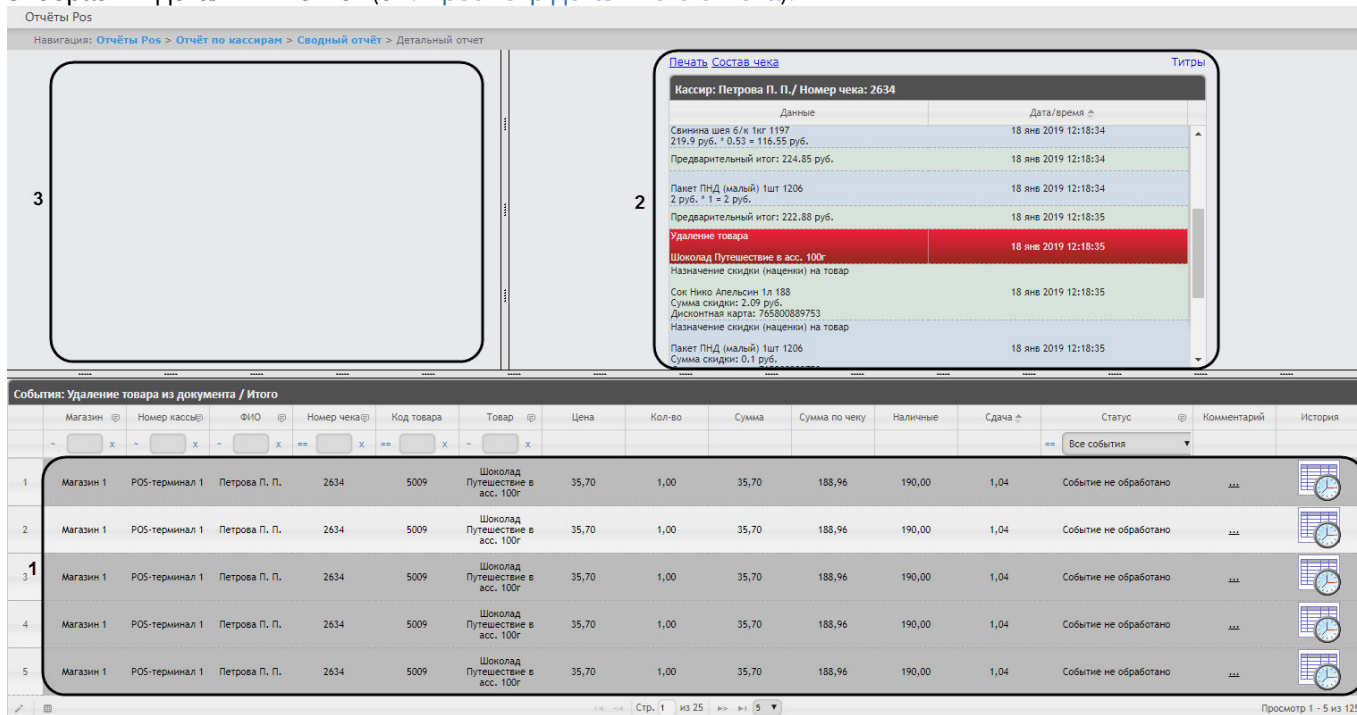 Отчёты Pos
Навигация: Отчёты Pos > Отчёт по кассирам > Сводный отчёт > Детальный отчет
Печать Состав чека Титры
Кассир: Петрова П. П./ Номер чека: 2634
Данные Дата/время
Свинина шея б/к 1кг 1197
219.9 руб. * 0.53 = 116.55 руб.
18 янв 2019 12:18:34
Предварительный итог: 224.85 руб. 18 янв 2019 12:18:34
Пакет ПНД (малый) 1шт 1206
2 руб. * 1 = 2 руб.
18 янв 2019 12:18:34
Предварительный итог: 222.88 руб. 18 янв 2019 12:18:35
Удаление товара
Шоколад Путешествие в асс. 100г
18 янв 2019 12:18:35
Назначение скидки (наценки) на товар
Сок Нико Апельсин 1л 188
Сумма скидки: 2.09 руб.
Дисконтная карта: 765800889753
18 янв 2019 12:18:35
Назначение скидки (наценки) на товар
Пакет ПНД (малый) 1шт 1206
Сумма скидки: 0.1 руб.
18 янв 2019 12:18:35
3
2
События: Удаление товара из документа / Итого
Магазин Номер кассы ФИО Номер чека Код товара Товар Цена Кол-во Сумма Сумма по чеку Наличные Сдача Статус Комментарий История
~ x ~ x ~ x == x == x ~ x == Все события
1 Магазин 1 POS-терминал 1 Петрова П. П. 2634 5009 Шоколад Путешествие в асс. 100г 35,70 1,00 35,70 188,96 190,00 1,04 Событие не обработано ...
2 Магазин 1 POS-терминал 1 Петрова П. П. 2634 5009 Шоколад Путешествие в асс. 100г 35,70 1,00 35,70 188,96 190,00 1,04 Событие не обработано ...
1
3 Магазин 1 POS-терминал 1 Петрова П. П. 2634 5009 Шоколад Путешествие в асс. 100г 35,70 1,00 35,70 188,96 190,00 1,04 Событие не обработано ...
4 Магазин 1 POS-терминал 1 Петрова П. П. 2634 5009 Шоколад Путешествие в асс. 100г 35,70 1,00 35,70 188,96 190,00 1,04 Событие не обработано ...
5 Магазин 1 POS-терминал 1 Петрова П. П. 2634 5009 Шоколад Путешествие в асс. 100г 35,70 1,00 35,70 188,96 190,00 1,04 Событие не обработано ...
Стр. 1 из 25 5 Просмотр 1 - 5 из 125